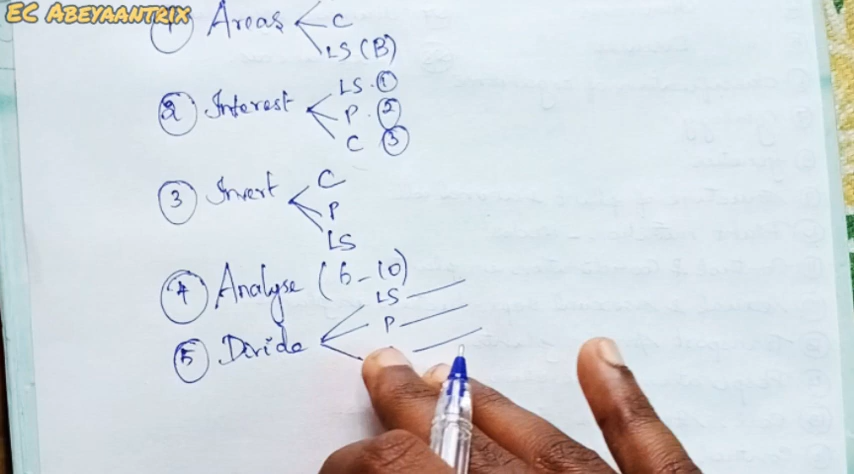 EC ABEYAANTRIX
① Areas C
LS (B)
LS. ①
② Interest P. ②
C ③
③ Invert C
P
LS
④ Analyse (6-10)
LS
⑤ Divide P